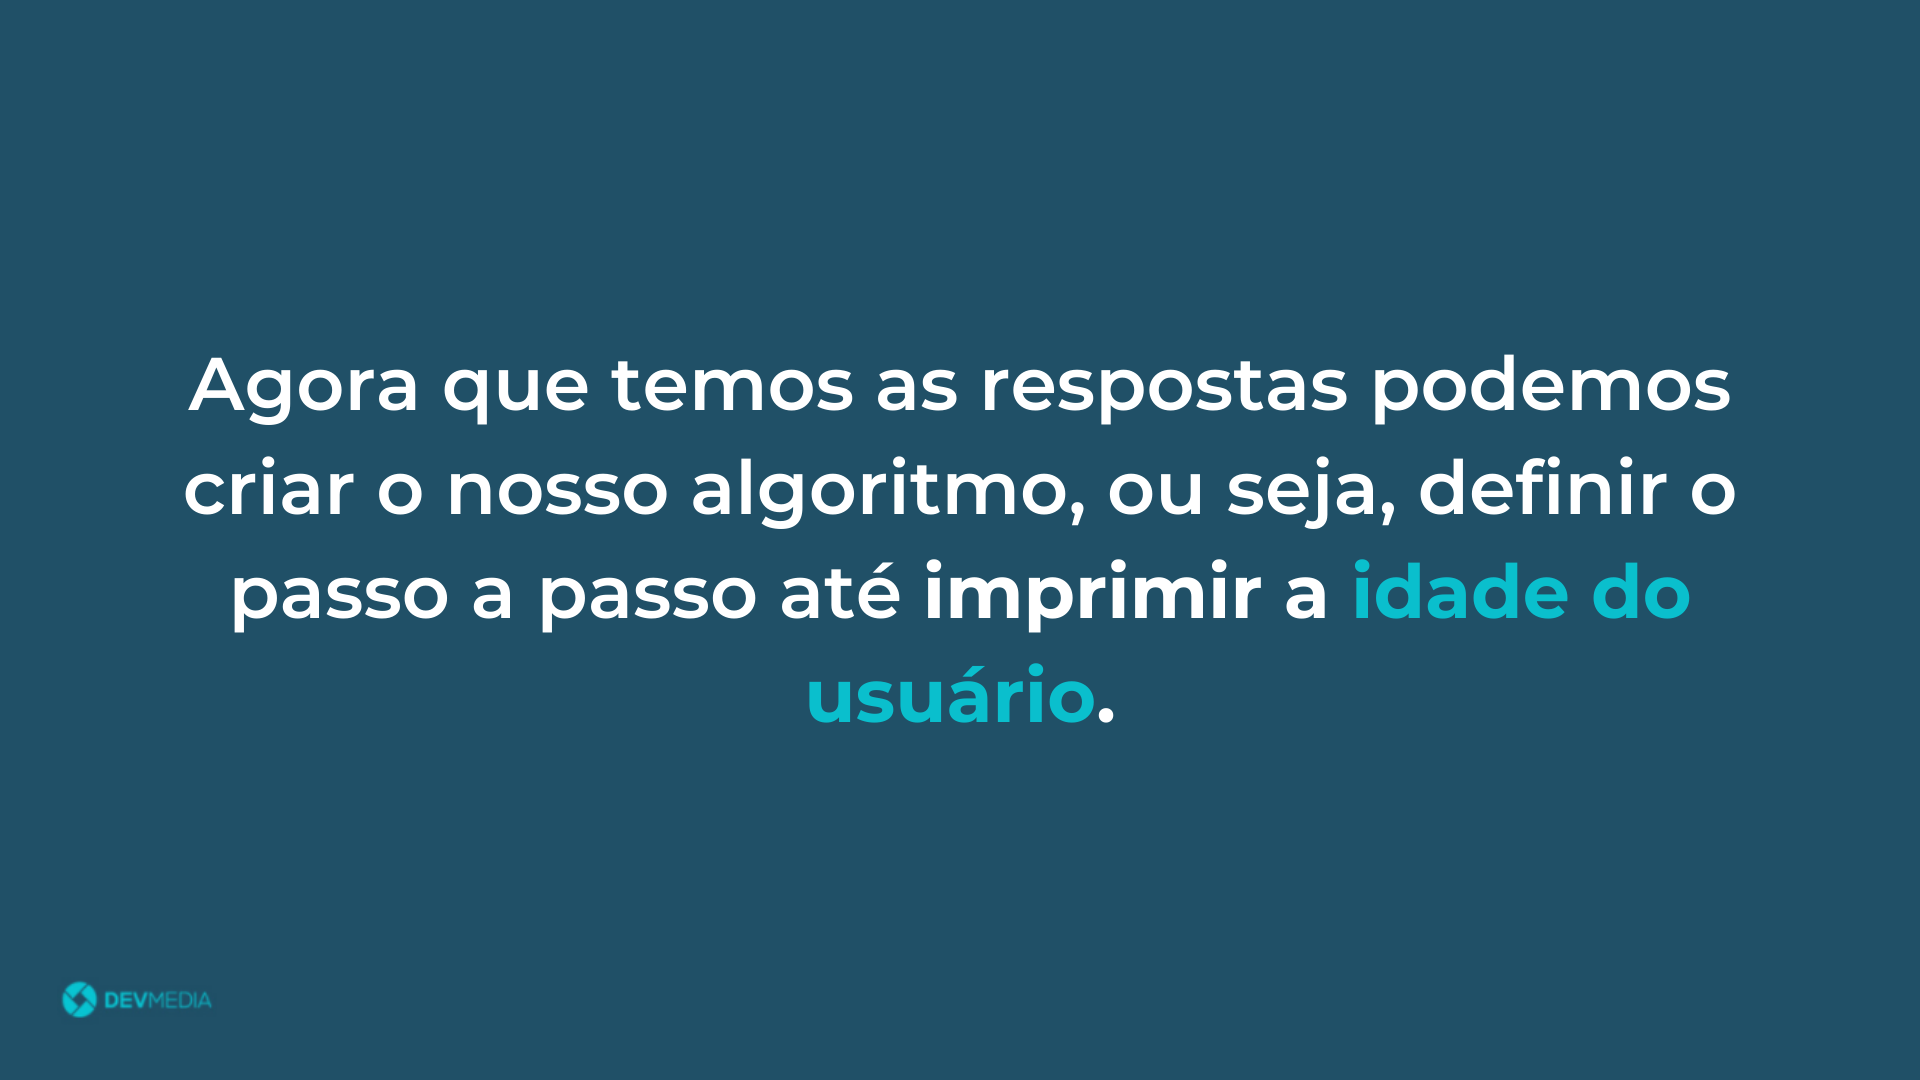 Agora que temos as respostas podemos
criar o nosso algoritmo, ou seja, definir o
passo a passo até imprimir a idade do
usuário.
DEVMEDIA